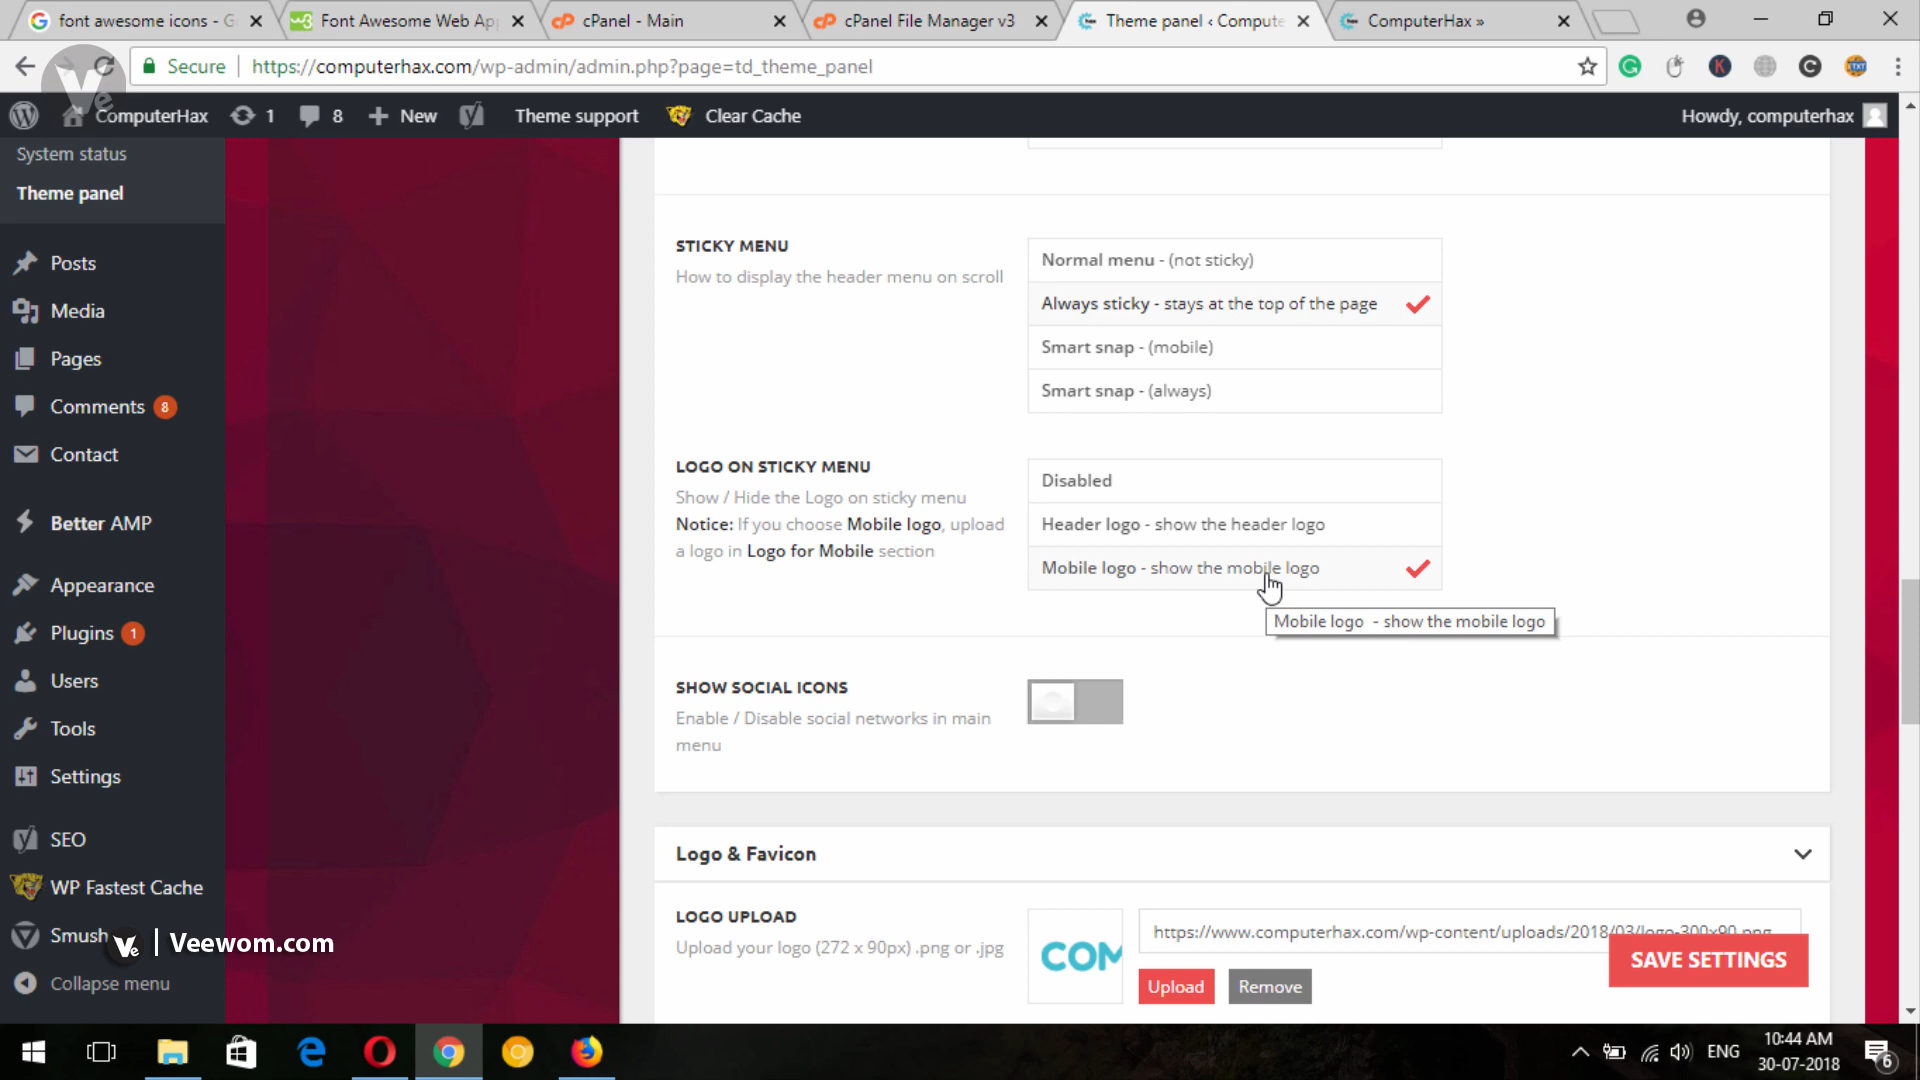 font awesome icons - G
Font Awesome Web App
cPanel - Main
cPanel File Manager v3
Theme panel ‹ Compute
ComputerHax »
Secure
https://computerhax.com/wp-admin/admin.php?page=td_theme_panel
ComputerHax
1
8
New
Theme support
Clear Cache
Howdy, computerhax
System status
Theme panel
Posts
Media
Pages
Comments 8
Contact
Better AMP
Appearance
Plugins 1
Users
Tools
Settings
SEO
WP Fastest Cache
Smush
Collapse menu
Ve | Veewom.com
STICKY MENU
How to display the header menu on scroll
Normal menu - (not sticky)
Always sticky - stays at the top of the page
Smart snap - (mobile)
Smart snap - (always)
LOGO ON STICKY MENU
Show / Hide the Logo on sticky menu
Notice: If you choose Mobile logo, upload
a logo in Logo for Mobile section
Disabled
Header logo - show the header logo
Mobile logo - show the mobile logo
Mobile logo - show the mobile logo
SHOW SOCIAL ICONS
Enable / Disable social networks in main
menu
Logo & Favicon
LOGO UPLOAD
Upload your logo (272 x 90px) .png or .jpg
COM
https://www.computerhax.com/wp-content/uploads/2018/03/logo-300x90.png
Upload
Remove
SAVE SETTINGS
ENG
10:44 AM
30-07-2018
6